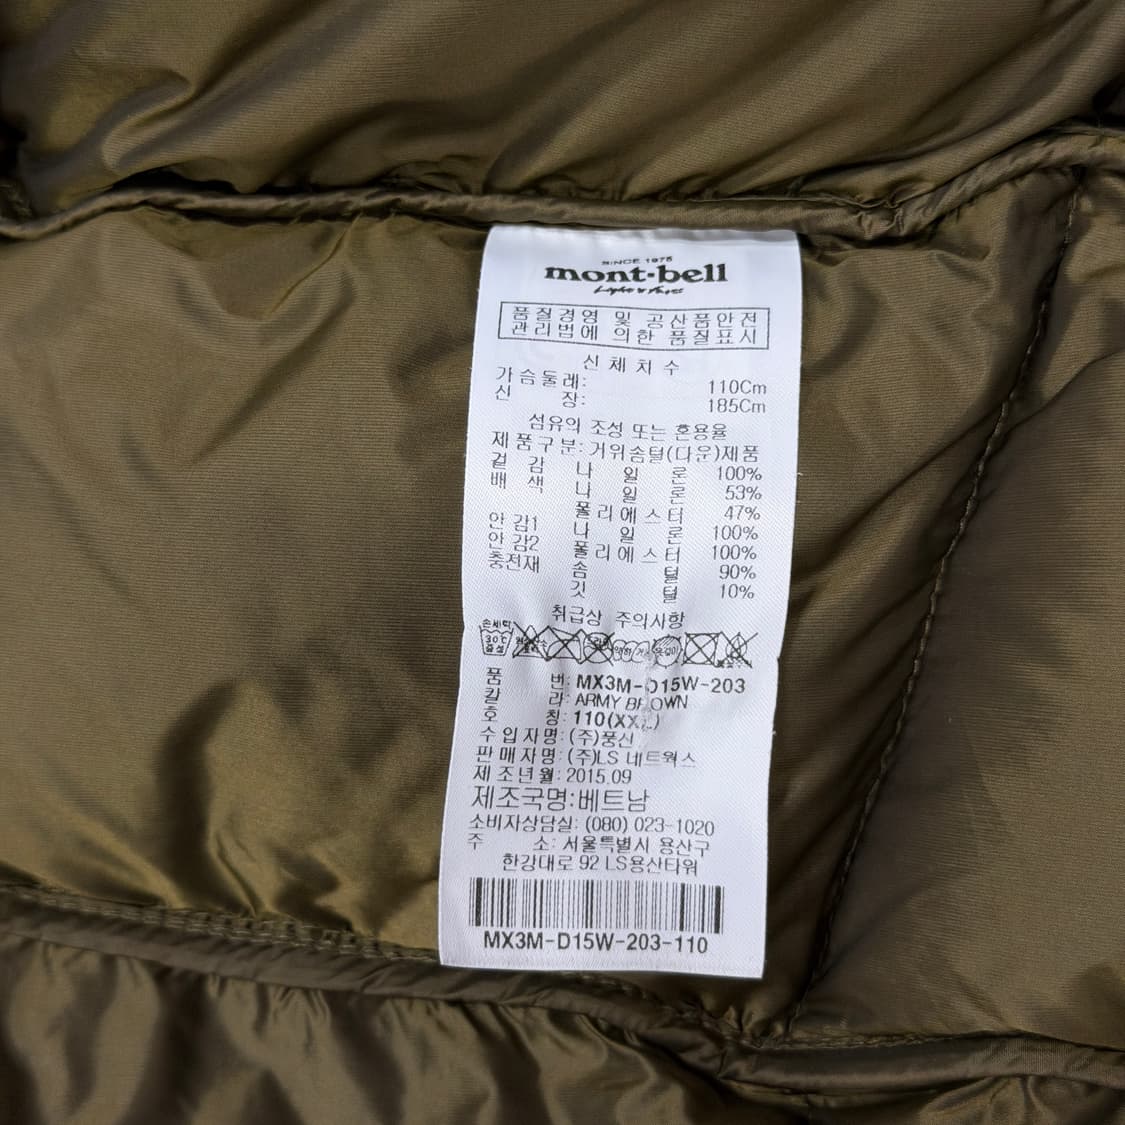 SINCE 1975
mont·bell
Light & Fast
품질경영 및 공산품안전
관리법에 의한 품질표시
신체치수
가슴둘레: 110Cm
신 장: 185Cm
섬유의 조성 또는 혼용율
제품구분: 거위솜털(다운)제품
겉 감 나 일 론 100%
배 색 나 일 론 53%
폴리에스터 47%
안감1 나 일 론 100%
안감2 폴리에스터 100%
충전재 솜 털 90%
깃 털 10%
취급상 주의사항
손세탁
30℃
중성
품 번: MX3M-D15W-203
칼 라: ARMY BROWN
호 칭: 110(XXL)
수입자명: (주)풍신
판매자명: (주)LS 네트웍스
제조년월: 2015.09
제조국명:베트남
소비자상담실: (080) 023-1020
주 소: 서울특별시 용산구
한강대로 92 LS용산타워
MX3M-D15W-203-110